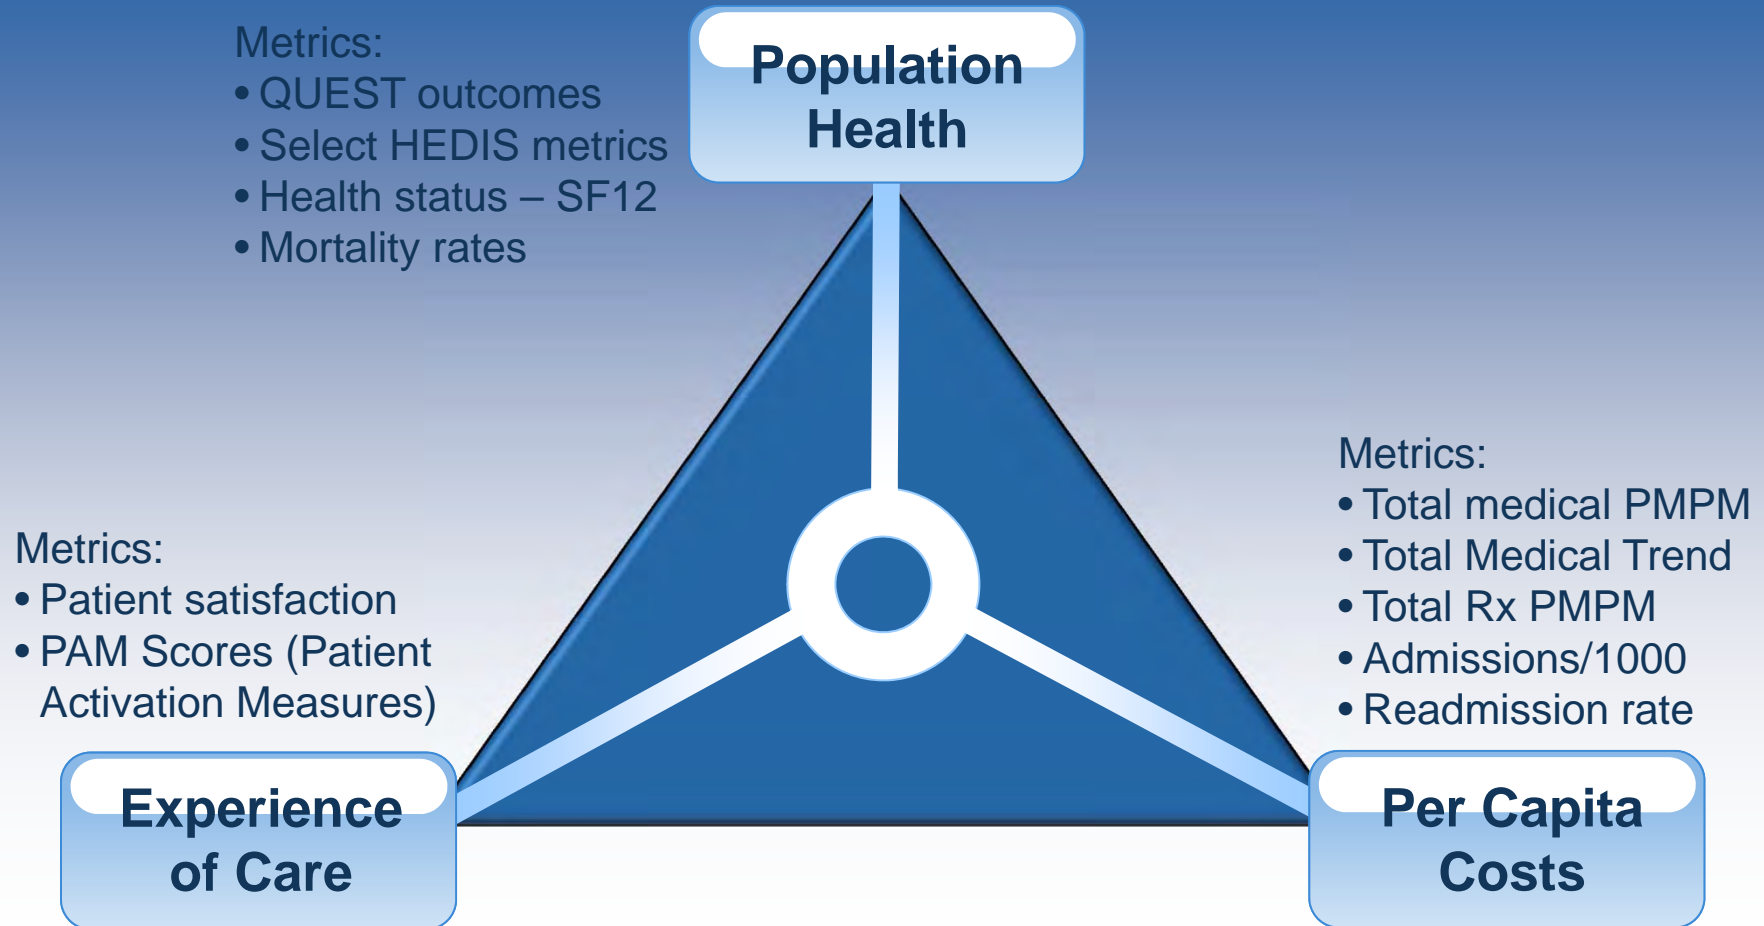 Metrics:
• QUEST outcomes
• Select HEDIS metrics
• Health status – SF12
• Mortality rates
Population
Health
Metrics:
• Patient satisfaction
• PAM Scores (Patient
Activation Measures)
Experience
of Care
Metrics:
• Total medical PMPM
• Total Medical Trend
• Total Rx PMPM
• Admissions/1000
• Readmission rate
Per Capita
Costs